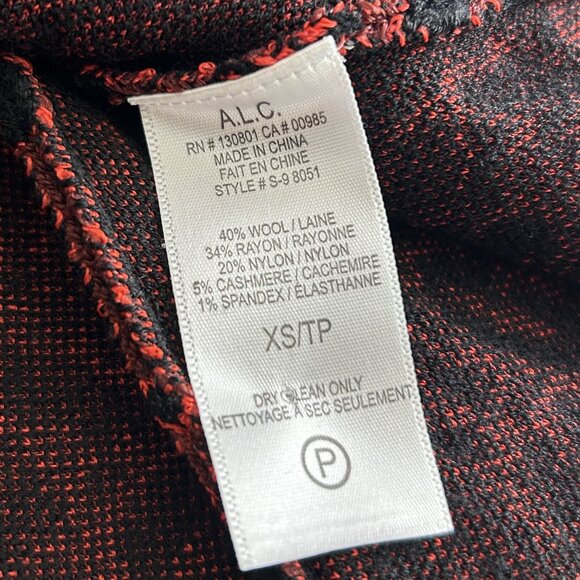 A.L.C.
RN # 130801 CA # 00985
MADE IN CHINA
FAIT EN CHINE
STYLE # S-9 8051
40% WOOL / LAINE
34% RAYON / RAYONNE
20% NYLON / NYLON
5% CASHMERE / CACHEMIRE
1% SPANDEX / ÉLASTHANNE
XS/TP
DRY CLEAN ONLY
NETTOYAGE À SEC SEULEMENT
P